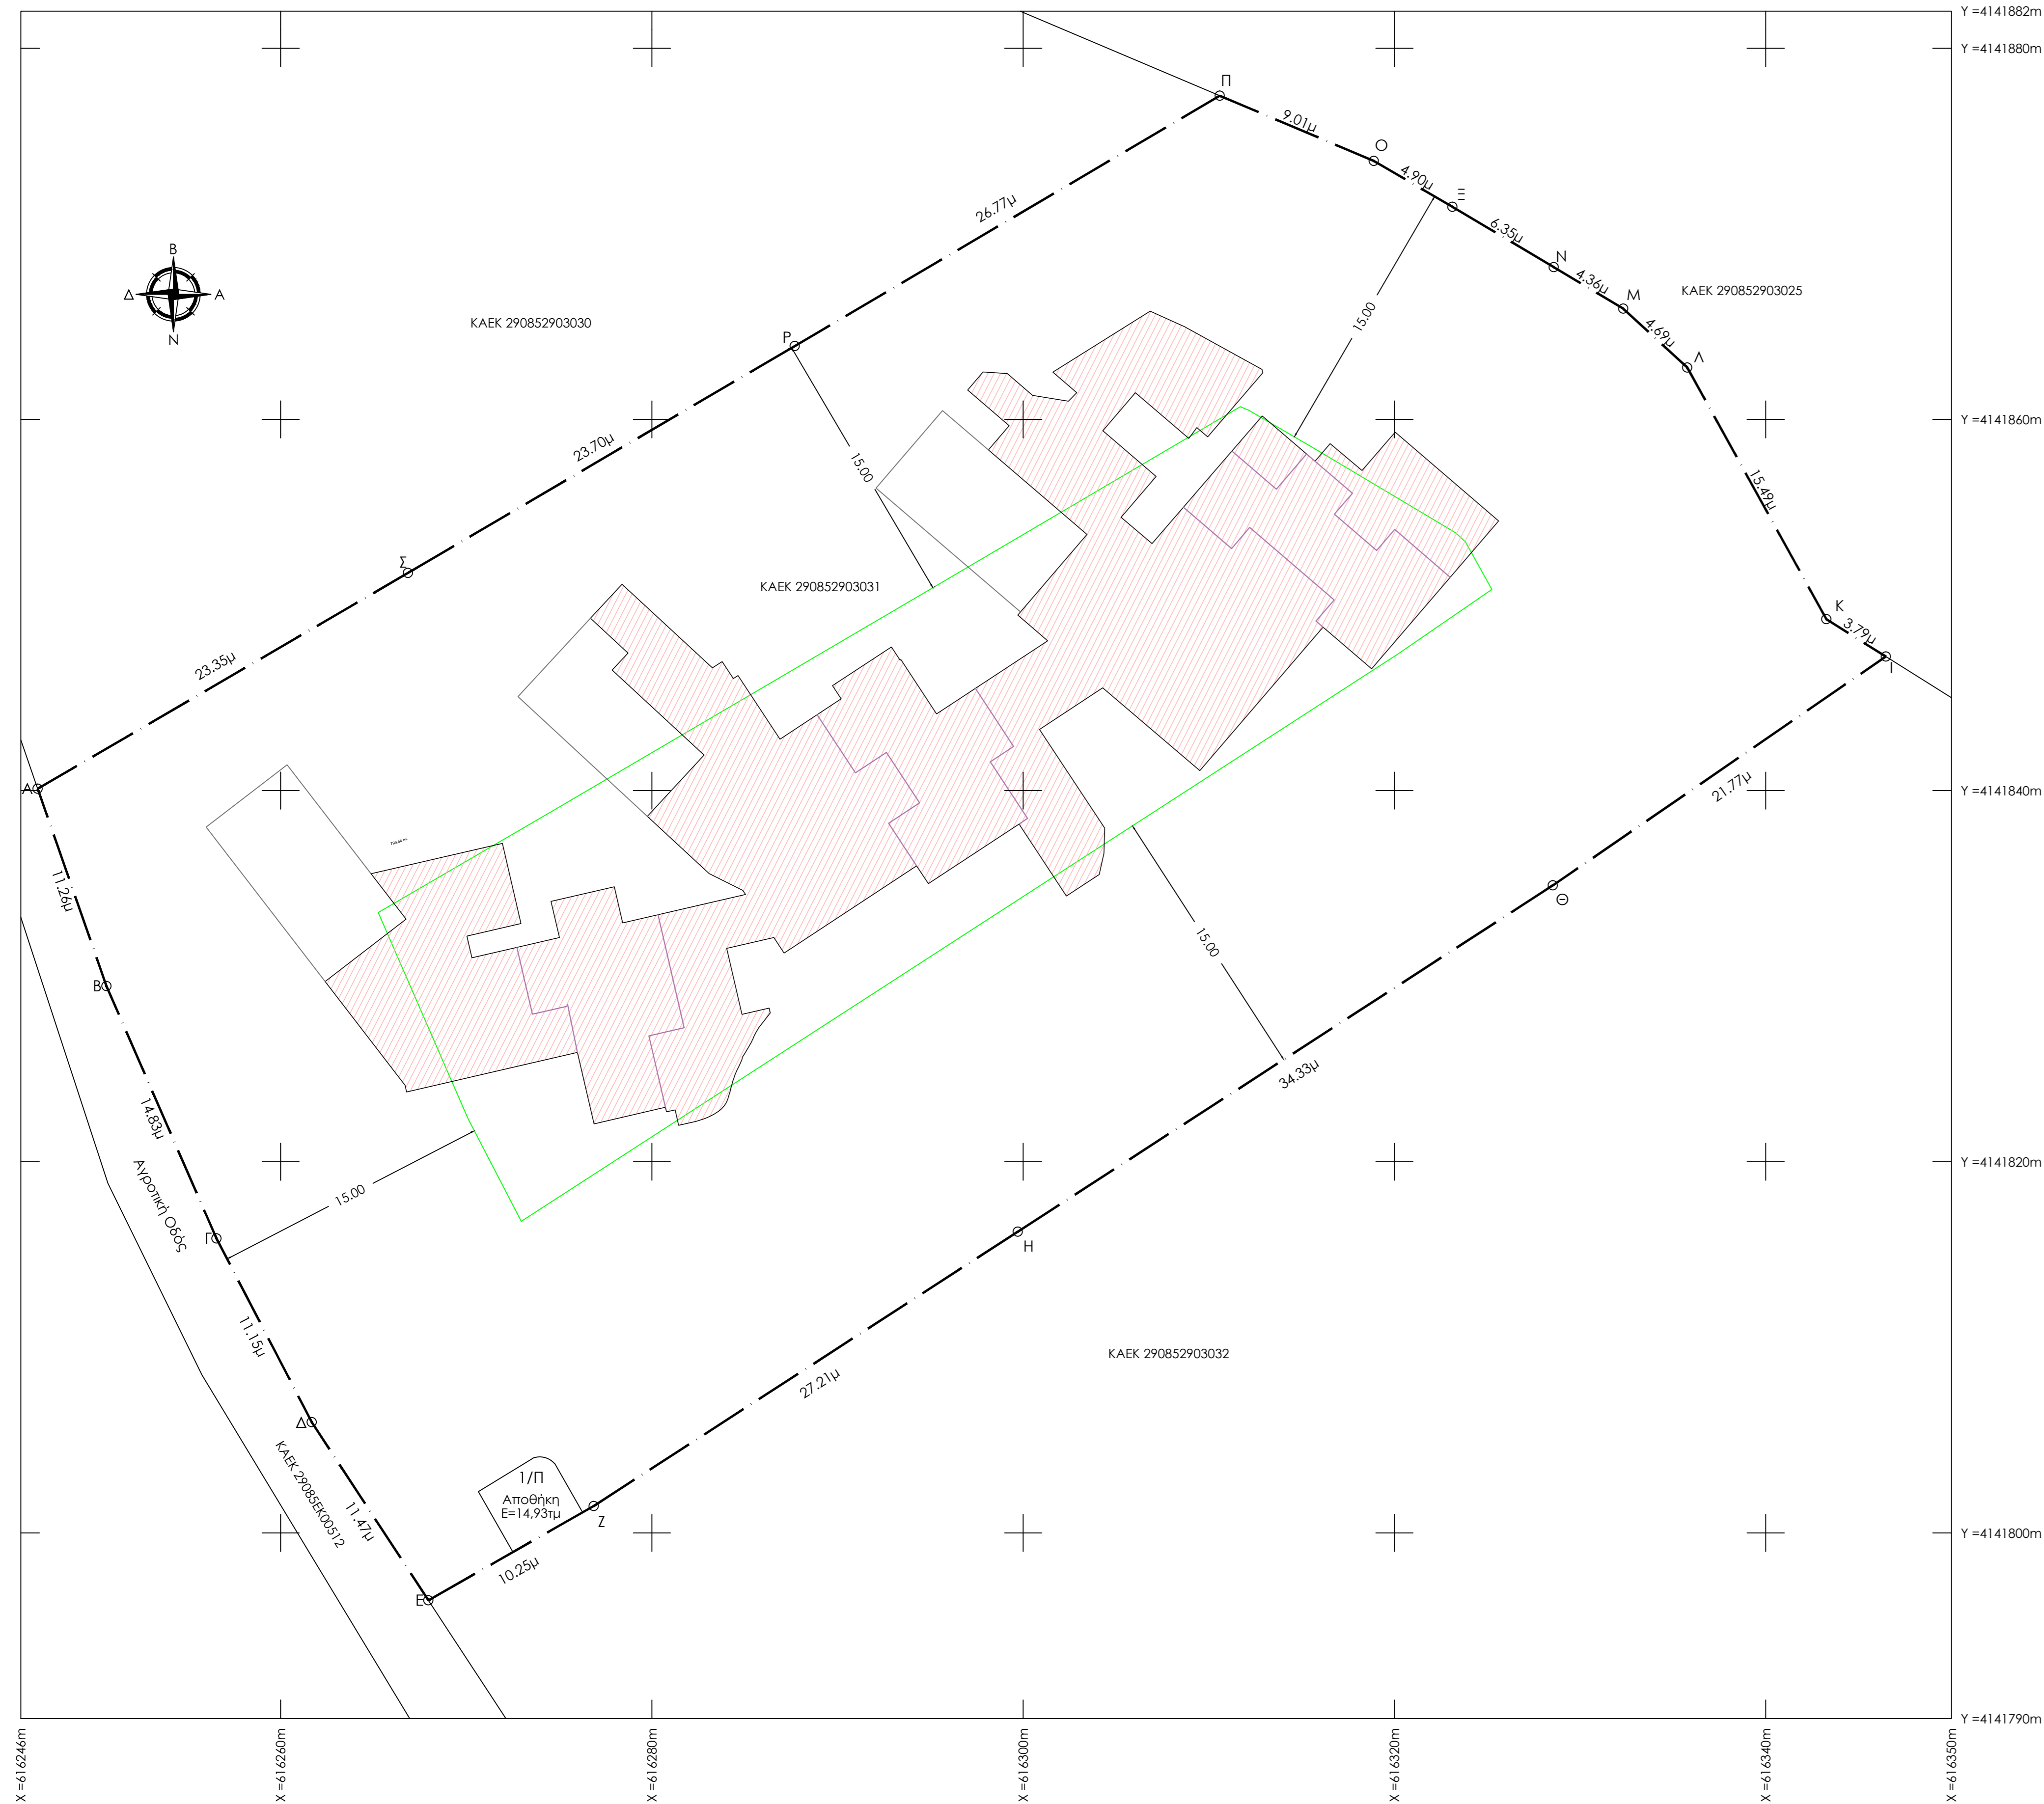 Y =4141882m
Y =4141880m
Π
9.01μ
Ο
4.90μ
Ξ
26.77μ
6.35μ
Ν
4.36μ
Β
Δ
Α
Ν
ΚΑΕΚ 290852903030
Μ
ΚΑΕΚ 290852903025
15.00
4.69μ
Ρ
Λ
Y =4141860m
23.70μ
15.00
15.49μ
Σ
ΚΑΕΚ 290852903031
Κ
3.79μ
Ι
23.35μ
Α
21.77μ
Y =4141840m
11.26μ
Θ
15.00
Β
34.33μ
14.83μ
Αγροτική Οδός
15.00
Y =4141820m
Γ
Η
11.15μ
ΚΑΕΚ 290852903032
27.21μ
Δ
ΚΑΕΚ 29085ΕΚ00512
11.47μ
1/Π
Αποθήκη
Ε=14,93τμ
Ζ
Y =4141800m
10.25μ
Ε
Y =4141790m
X =616246m
X =616260m
X =616280m
X =616300m
X =616320m
X =616340m
X =616350m